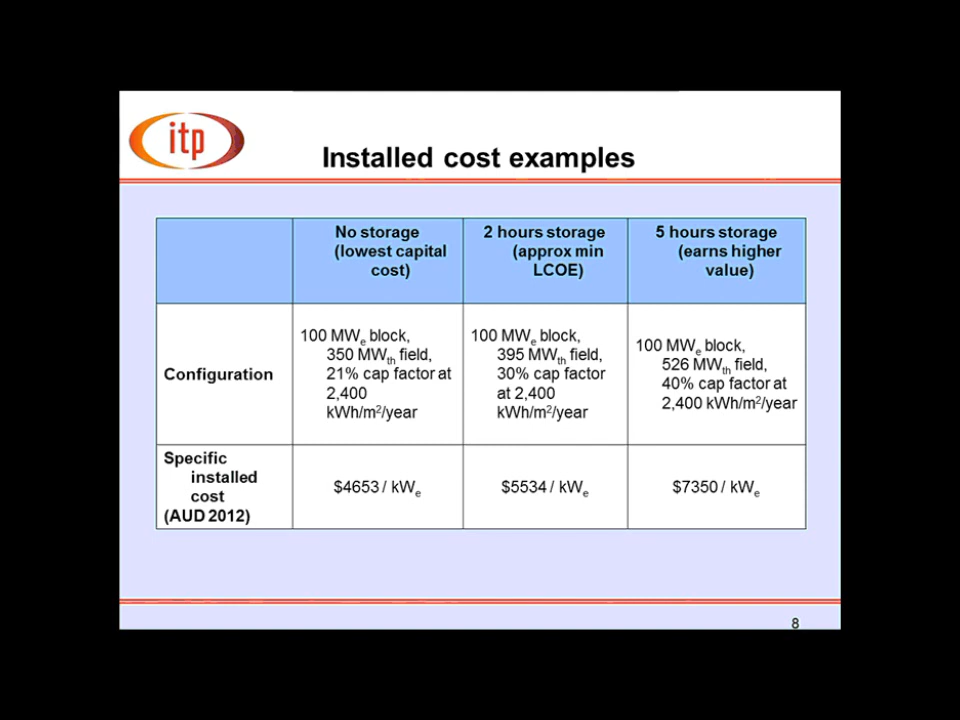 itp
Installed cost examples
No storage
(lowest capital
cost)
2 hours storage
(approx min
LCOE)
5 hours storage
(earns higher
value)
Configuration
100 MWe block,
350 MWth field,
21% cap factor at
2,400
kWh/m2/year
100 MWe block,
395 MWth field,
30% cap factor
at 2,400
kWh/m2/year
100 MWe block,
526 MWth field,
40% cap factor at
2,400 kWh/m2/year
Specific
installed
cost
(AUD 2012)
$4653 / kWe
$5534 / kWe
$7350 / kWe
8